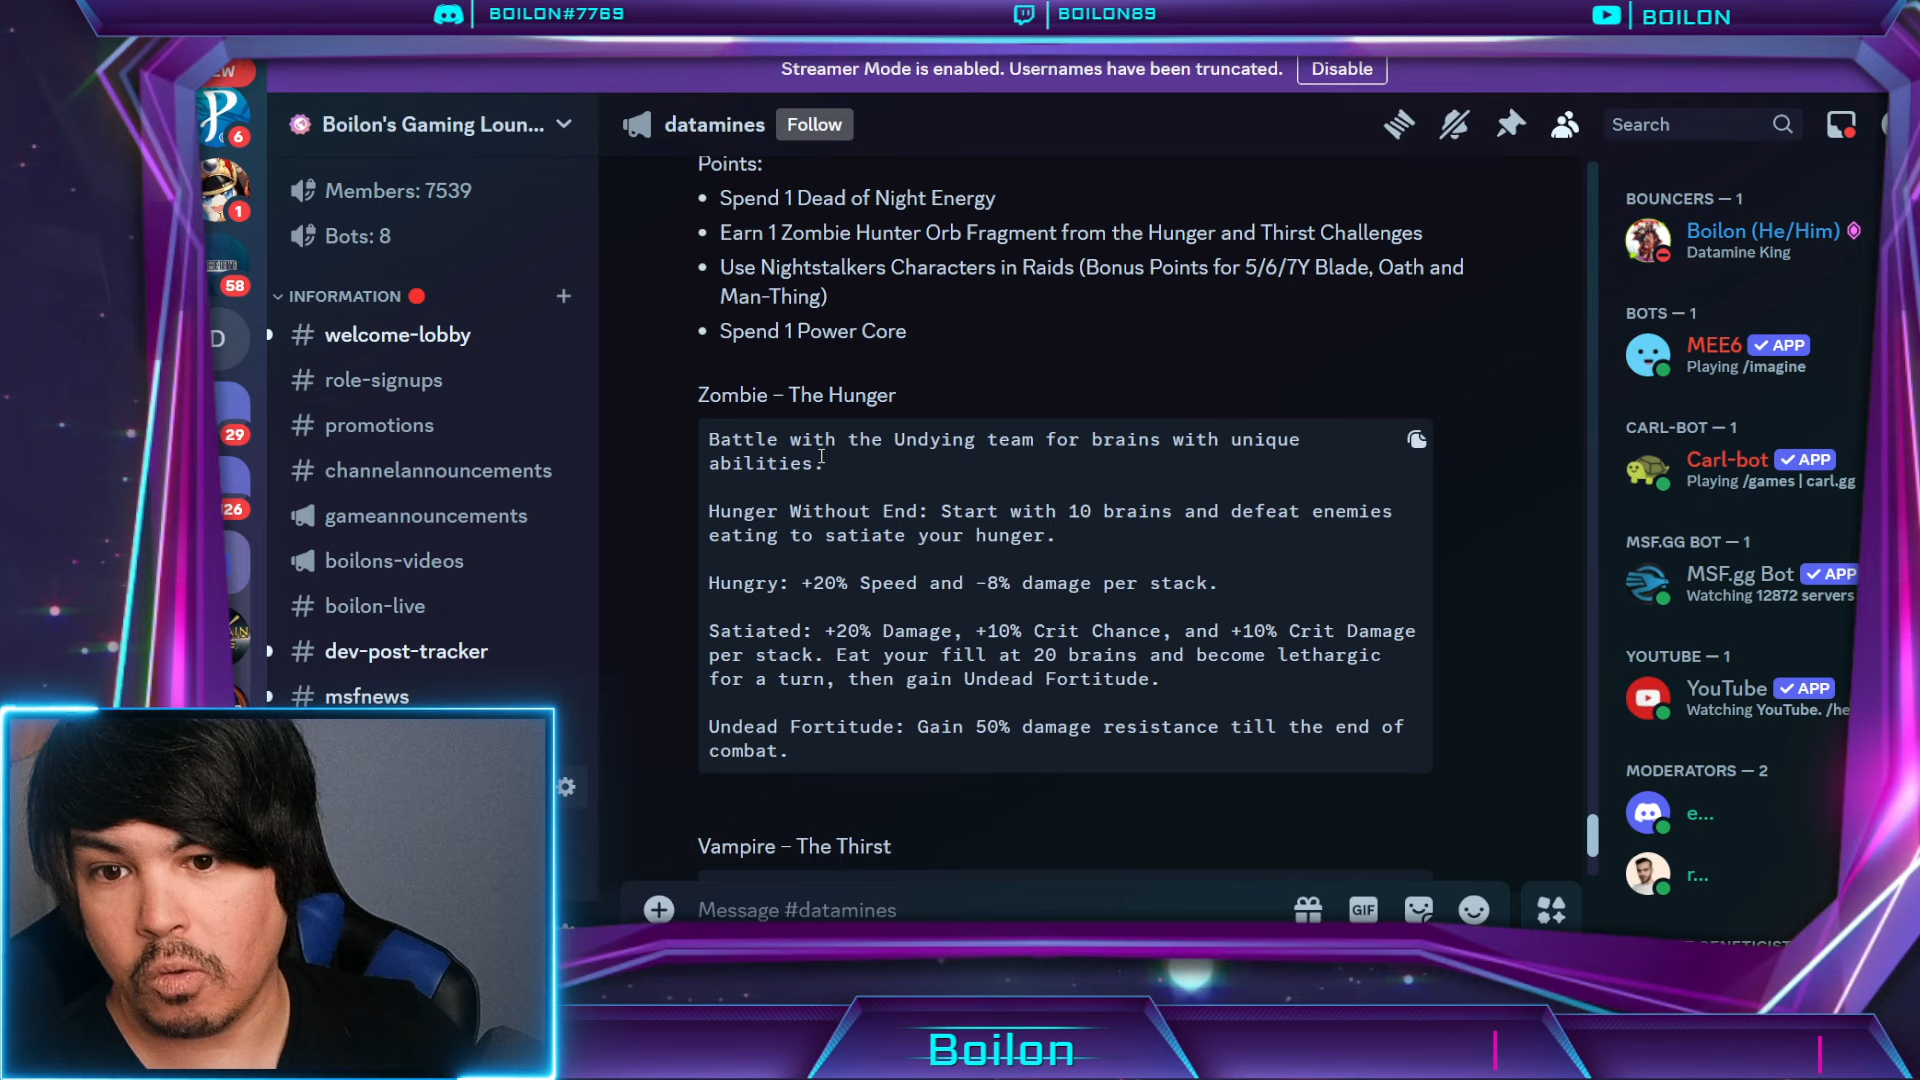 BOILON#7769
BOILON89
BOILON
Streamer Mode is enabled. Usernames have been truncated.
Disable
6
1
58
D
29
26
Boilon's Gaming Loun...
Members: 7539
Bots: 8
INFORMATION
welcome-lobby
role-signups
promotions
channelannouncements
gameannouncements
boilons-videos
boilon-live
dev-post-tracker
msfnews
datamines
Follow
Search
Points:
• Spend 1 Dead of Night Energy
• Earn 1 Zombie Hunter Orb Fragment from the Hunger and Thirst Challenges
• Use Nightstalkers Characters in Raids (Bonus Points for 5/6/7Y Blade, Oath and
Man-Thing)
• Spend 1 Power Core
Zombie – The Hunger
Battle with the Undying team for brains with unique
abilities.
Hunger Without End: Start with 10 brains and defeat enemies
eating to satiate your hunger.
Hungry: +20% Speed and -8% damage per stack.
Satiated: +20% Damage, +10% Crit Chance, and +10% Crit Damage
per stack. Eat your fill at 20 brains and become lethargic
for a turn, then gain Undead Fortitude.
Undead Fortitude: Gain 50% damage resistance till the end of
combat.
Vampire – The Thirst
Message #datamines
GIF
BOUNCERS — 1
Boilon (He/Him)
Datamine King
BOTS — 1
MEE6 ✓ APP
Playing /imagine
CARL-BOT — 1
Carl-bot ✓ APP
Playing /games | carl.gg
MSF.GG BOT — 1
MSF.gg Bot ✓ APP
Watching 12872 servers
YOUTUBE — 1
YouTube ✓ APP
Watching YouTube. /he
MODERATORS — 2
e...
r...
Boilon